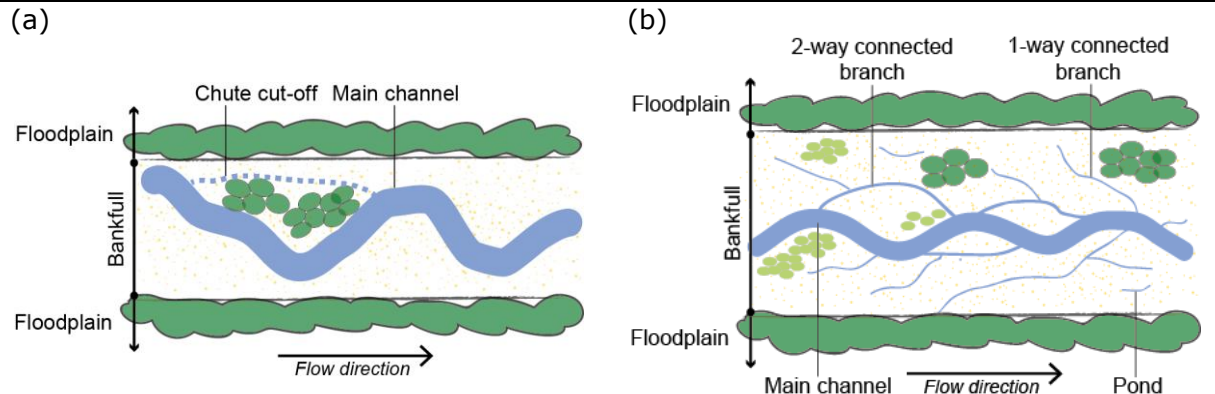 (a)
Chute cut-off
Main channel
Floodplain
Bankfull
Floodplain
Flow direction
(b)
2-way connected
branch
1-way connected
branch
Floodplain
Bankfull
Floodplain
Main channel
Flow direction
Pond